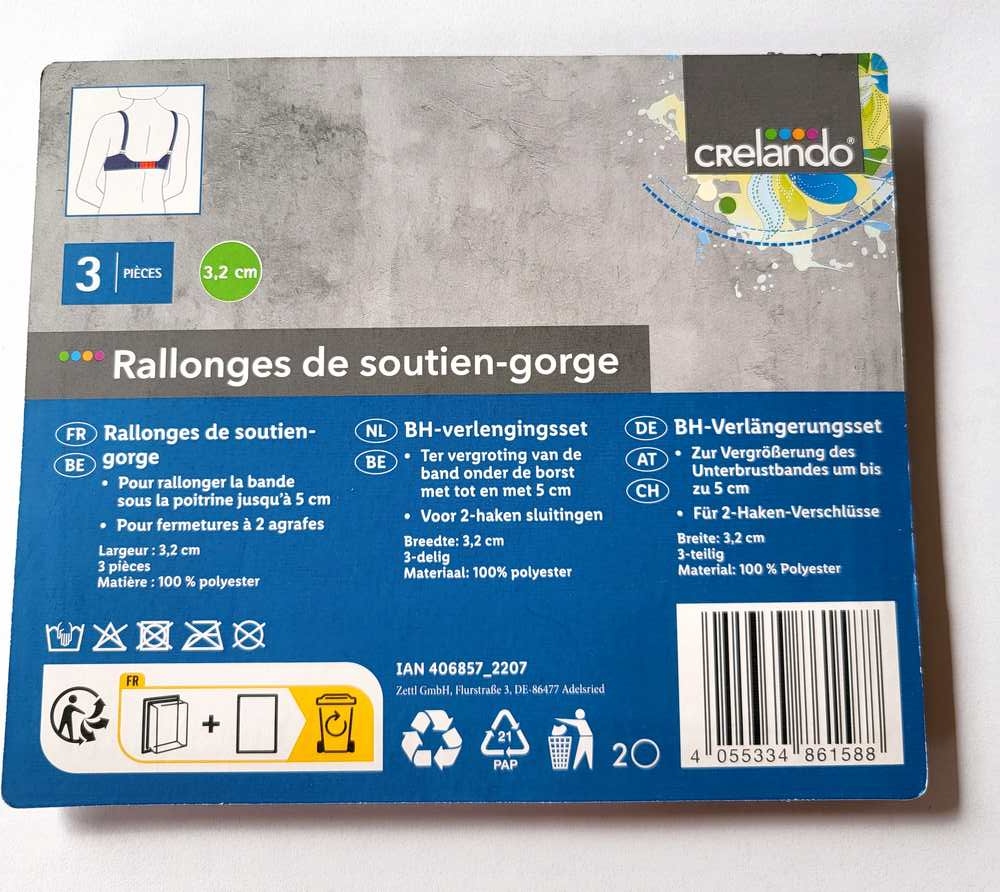 CRelando®
3 PIÈCES
3,2 cm
Rallonges de soutien-gorge
FR Rallonges de soutien-
BE gorge
• Pour rallonger la bande
sous la poitrine jusqu'à 5 cm
• Pour fermetures à 2 agrafes
Largeur : 3,2 cm
3 pièces
Matière : 100 % polyester
NL BH-verlengingsset
BE • Ter vergroting van de
band onder de borst
met tot en met 5 cm
• Voor 2-haken sluitingen
Breedte: 3,2 cm
3-delig
Materiaal: 100% polyester
DE BH-Verlängerungsset
AT • Zur Vergrößerung des
Unterbrustbandes um bis
CH zu 5 cm
• Für 2-Haken-Verschlüsse
Breite: 3,2 cm
3-teilig
Material: 100 % Polyester
FR
+
IAN 406857_2207
Zettl GmbH, Flurstraße 3, DE-86477 Adelsried
21
PAP
2
4 055334 861588